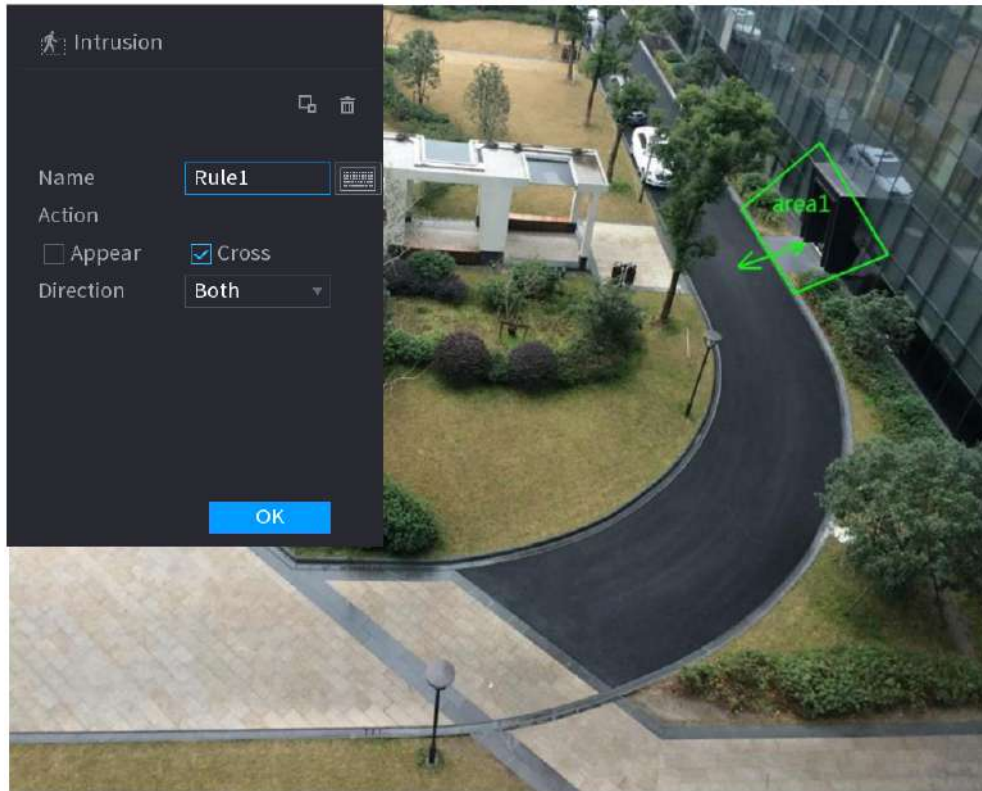 Intrusion
Name Rule1
Action
Appear Cross
Direction Both
OK
area1